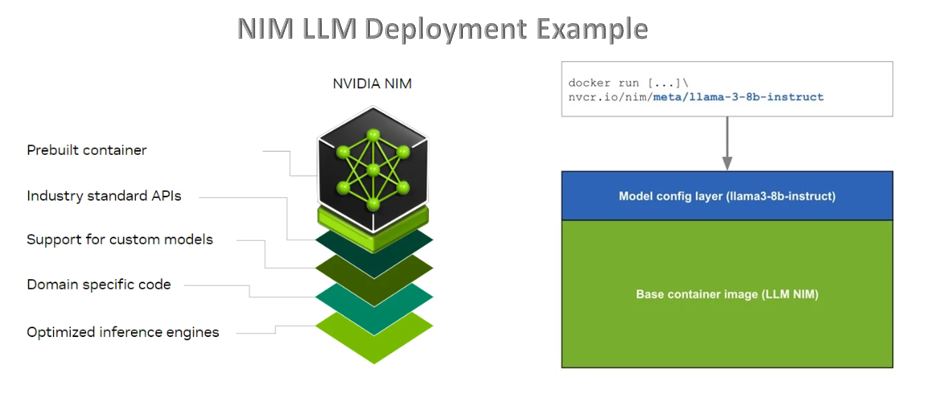 NIM LLM Deployment Example
NVIDIA NIM
Prebuilt container
Industry standard APIs
Support for custom models
Domain specific code
Optimized inference engines
docker run [...]\
nvcr.io/nim/meta/llama-3-8b-instruct
Model config layer (llama3-8b-instruct)
Base container image (LLM NIM)